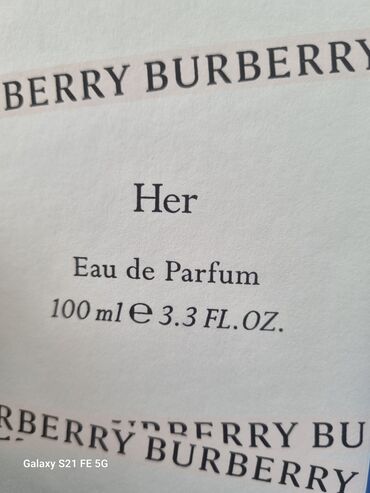 BERRY BURBERRY
Her
Eau de Parfum
100 ml ℮ 3.3 FL.OZ.
BERRY BU
RBERRY BURBERRY
Galaxy S21 FE 5G